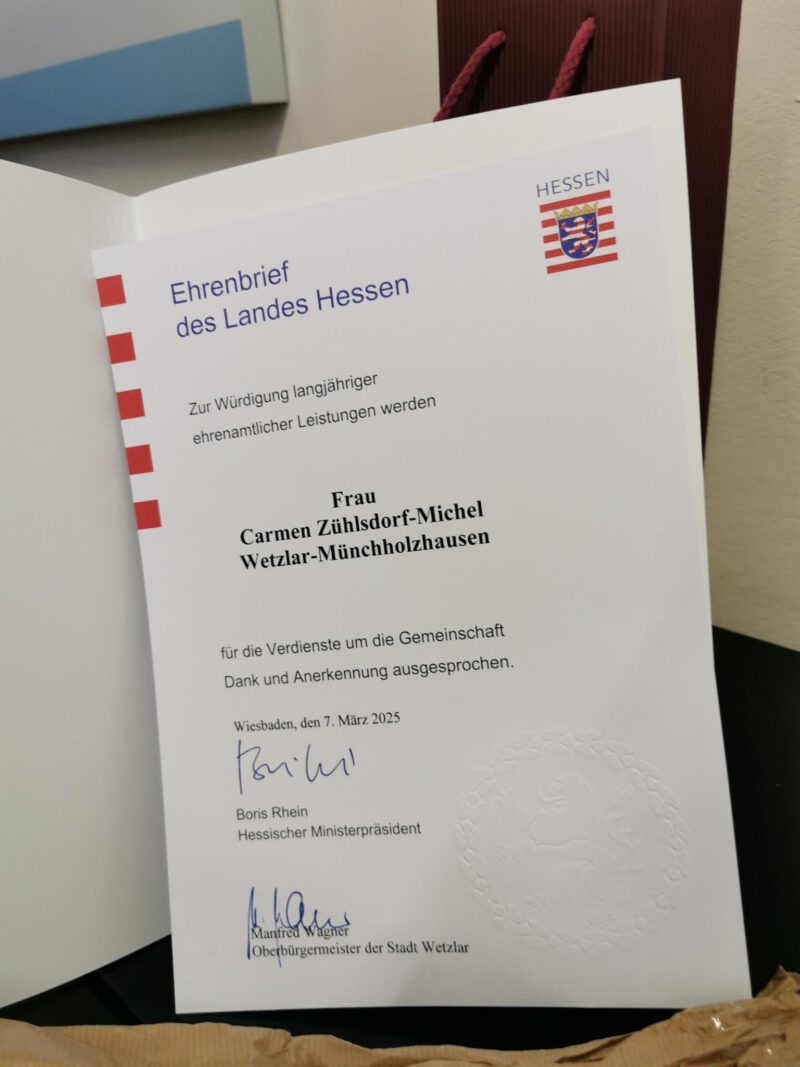 HESSEN
Ehrenbrief
des Landes Hessen
Zur Würdigung langjähriger
ehrenamtlicher Leistungen werden
Frau
Carmen Zühlsdorf-Michel
Wetzlar-Münchholzhausen
für die Verdienste um die Gemeinschaft
Dank und Anerkennung ausgesprochen.
Wiesbaden, den 7. März 2025
Boris Rhein
Hessischer Ministerpräsident
Manfred Wagner
Oberbürgermeister der Stadt Wetzlar